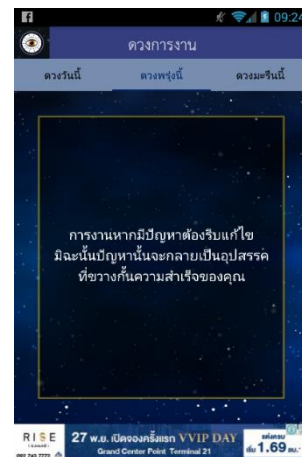 09:24
ดวงการงาน
ดวงวันนี้
ดวงพรุ่งนี้
ดวงมะรืนนี้
การงานหากมีปัญหาต้องรีบแก้ไข
มิฉะนั้นปัญหานั้นจะกลายเป็นอุปสรรค
ที่ขวางกั้นความสำเร็จของคุณ
RISE
27 พ.ย. เปิดจองครั้งแรก VVIP DAY
Grand Center Point Terminal 21
เริ่ม 1.69